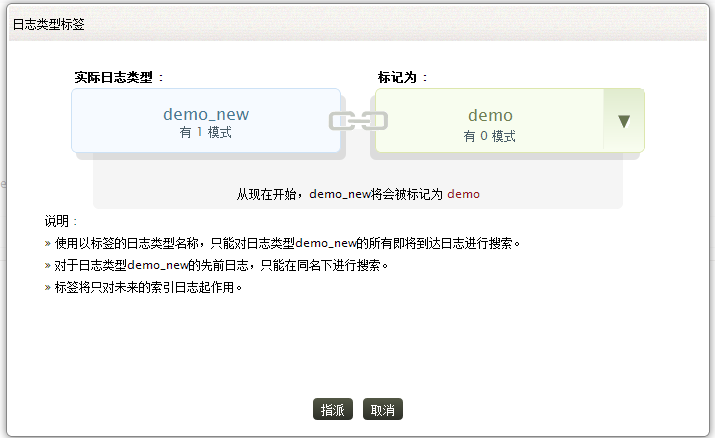 日志类型标签
实际日志类型 : 标记为 :
demo_new demo ▼
有 1 模式 有 0 模式
从现在开始，demo_new将会被标记为 demo
说明 :
» 使用以标签的日志类型名称，只能对日志类型demo_new的所有即将到达日志进行搜索。
» 对于日志类型demo_new的先前日志，只能在同名下进行搜索。
» 标签将只对未来的索引日志起作用。
指派 取消